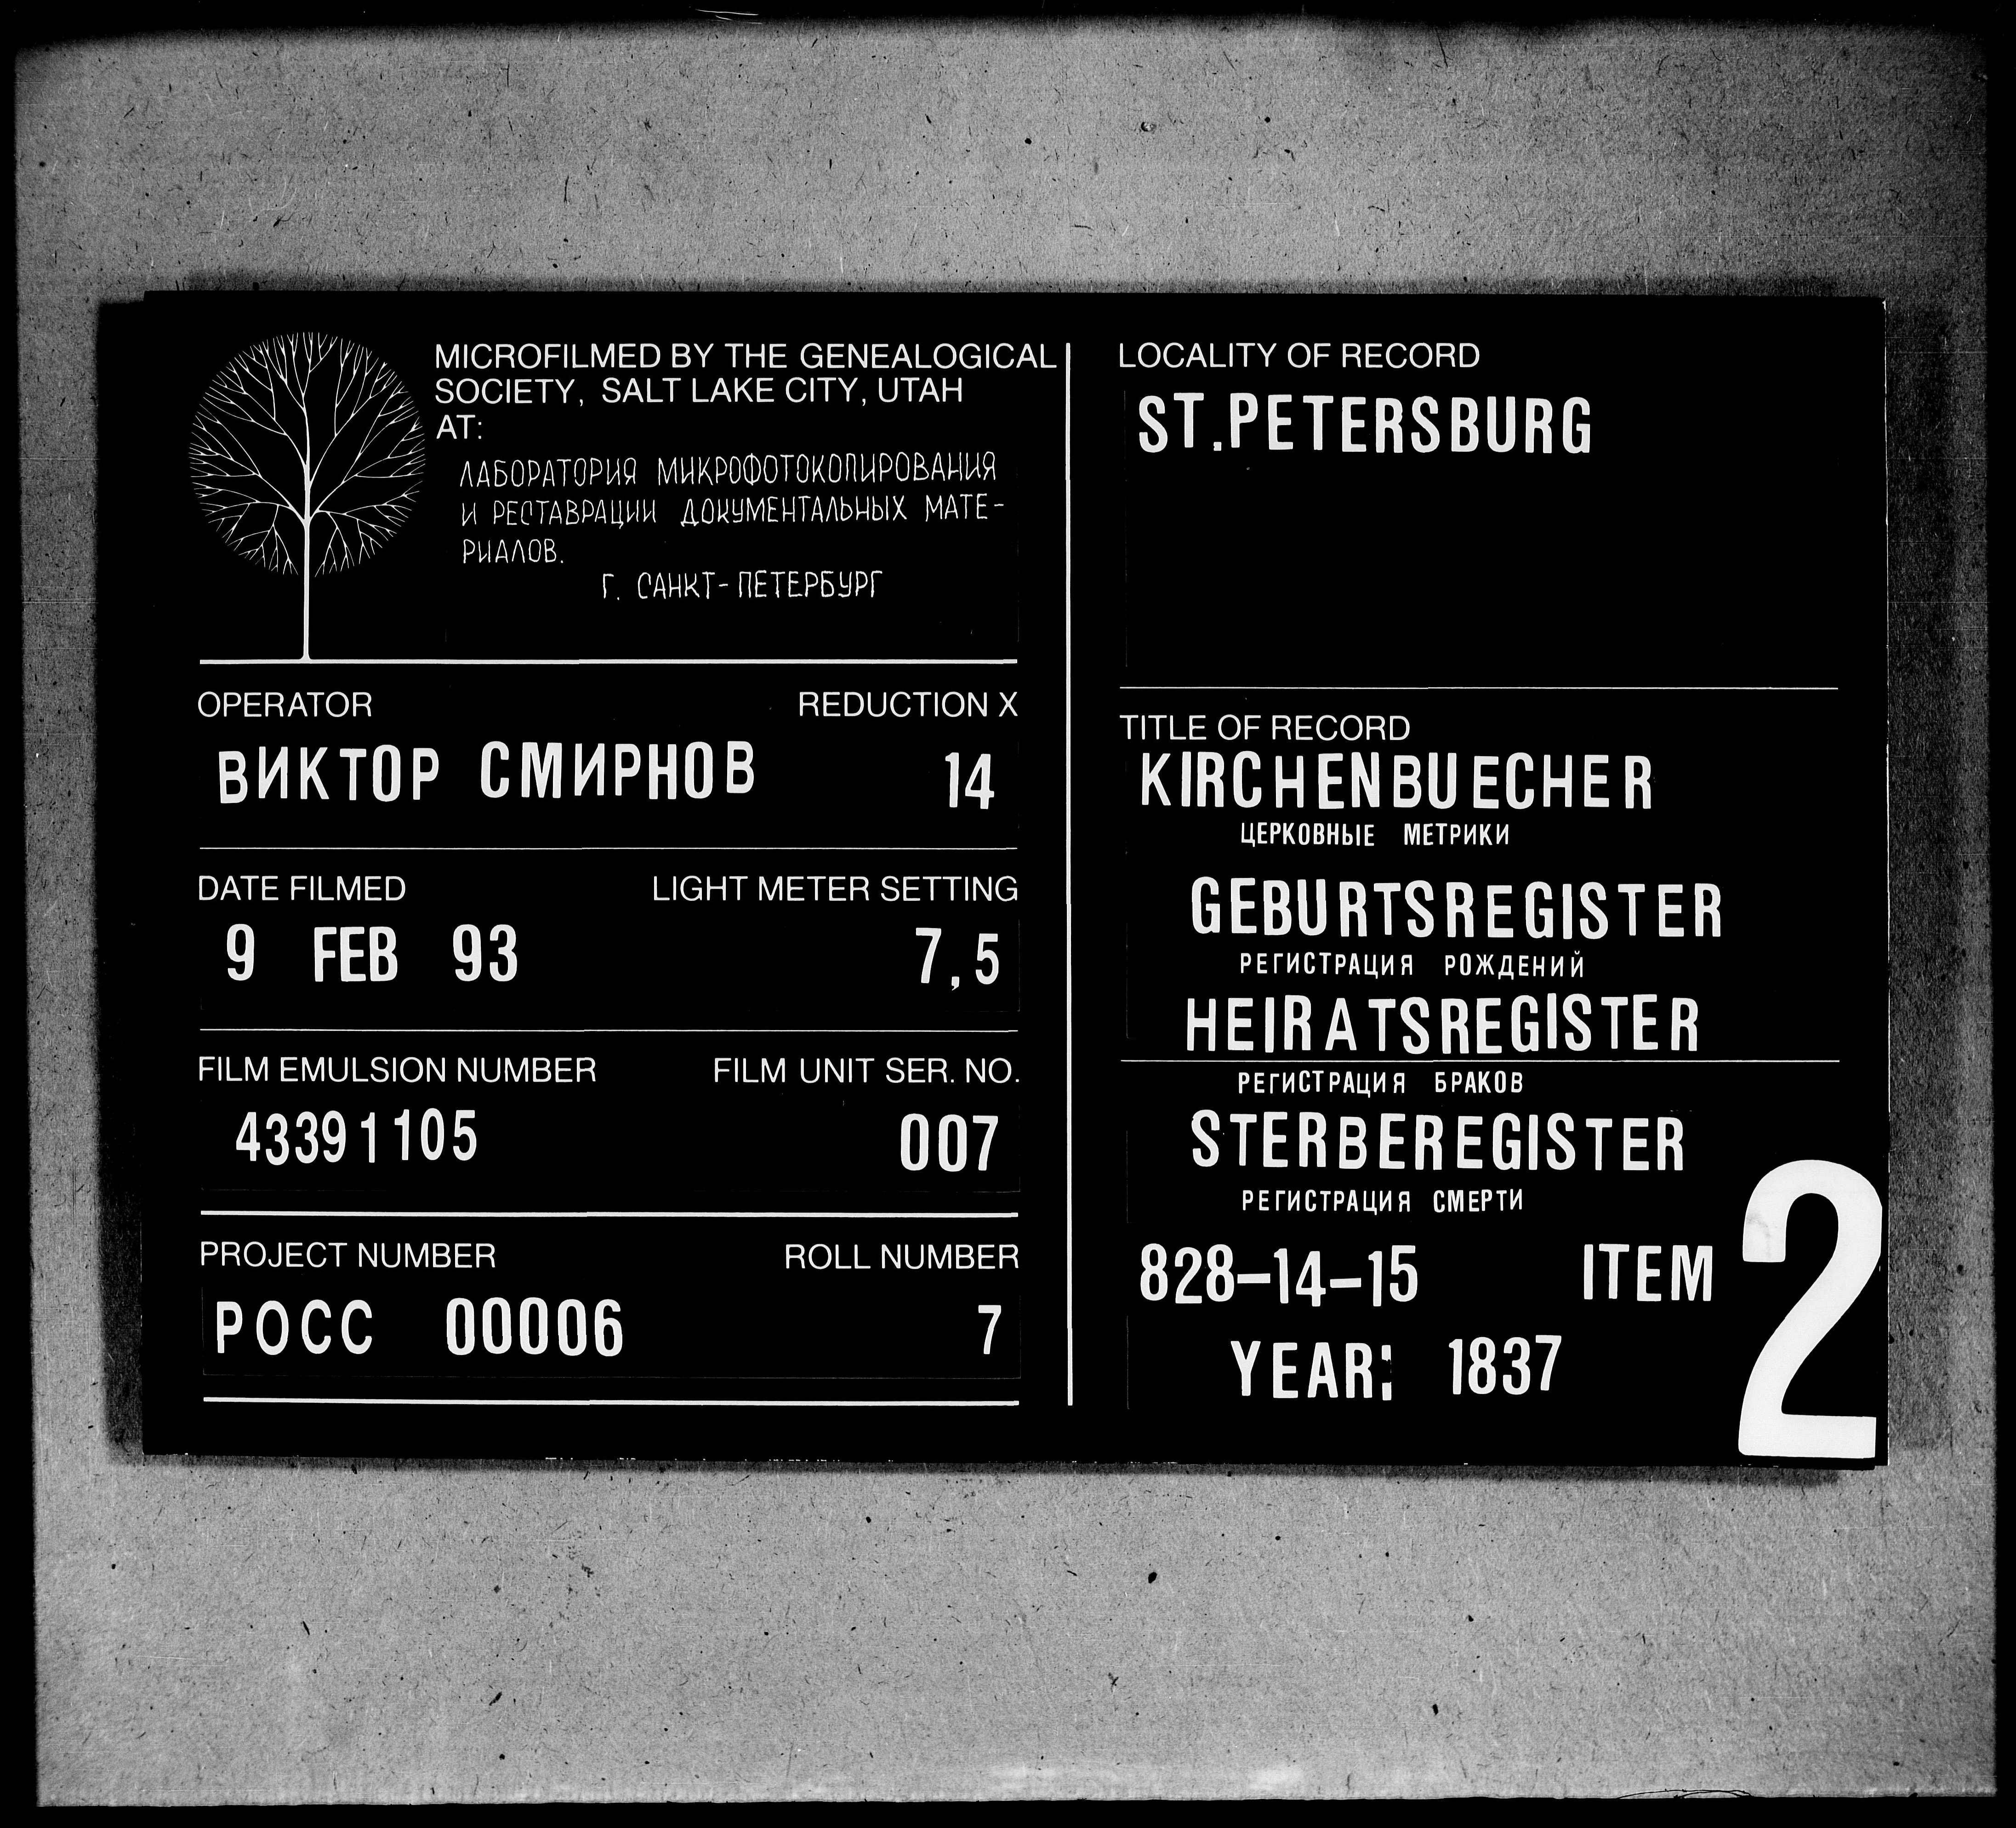 MICROFILMED BY THE GENEALOGICAL
SOCIETY, SALT LAKE CITY, UTAH
AT:
ЛАБОРАТОРИЯ МИКРОФОТОКОПИРОВАНИЯ
И РЕСТАВРАЦИИ ДОКУМЕНТАЛЬНЫХ МАТЕ-
РИАЛОВ.
Г. САНКТ-ПЕТЕРБУРГ
OPERATOR REDUCTION X
ВИКТОР СМИРНОВ 14
DATE FILMED LIGHT METER SETTING
9 FEB 93 7,5
FILM EMULSION NUMBER FILM UNIT SER. NO.
43391105 007
PROJECT NUMBER ROLL NUMBER
РОСС 00006 7
LOCALITY OF RECORD
ST.PETERSBURG
TITLE OF RECORD
KIRCHENBUECHER
ЦЕРКОВНЫЕ МЕТРИКИ
GEBURTSREGISTER
РЕГИСТРАЦИЯ РОЖДЕНИЙ
HEIRATSREGISTER
РЕГИСТРАЦИЯ БРАКОВ
STERBEREGISTER
РЕГИСТРАЦИЯ СМЕРТИ
828-14-15 ITEM 2
YEAR: 1837